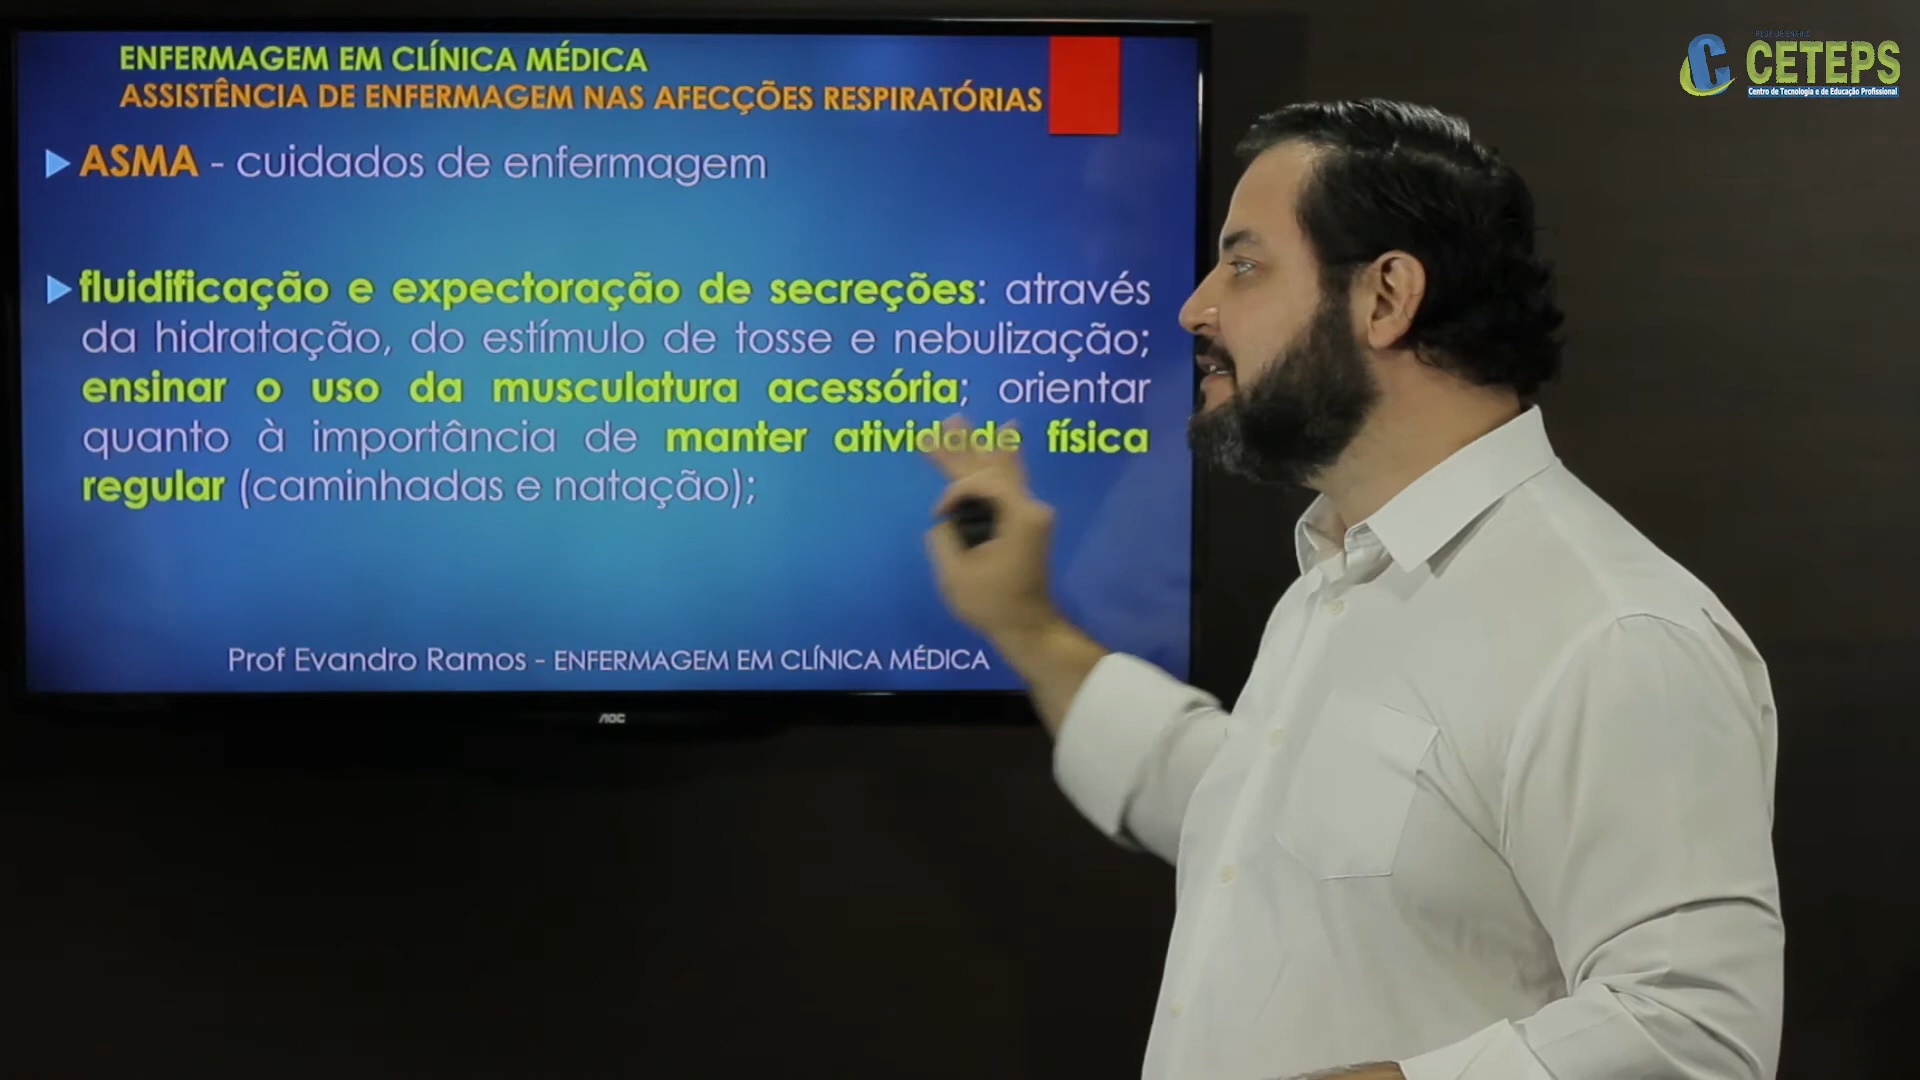 ENFERMAGEM EM CLÍNICA MÉDICA
ASSISTÊNCIA DE ENFERMAGEM NAS AFECÇÕES RESPIRATÓRIAS
ASMA - cuidados de enfermagem
fluidificação e expectoração de secreções: através
da hidratação, do estímulo de tosse e nebulização;
ensinar o uso da musculatura acessória; orientar
quanto à importância de manter atividade física
regular (caminhadas e natação);
Prof Evandro Ramos - ENFERMAGEM EM CLÍNICA MÉDICA
AOC
CETEPS
Centro de Tecnologia e de Educação Profissional